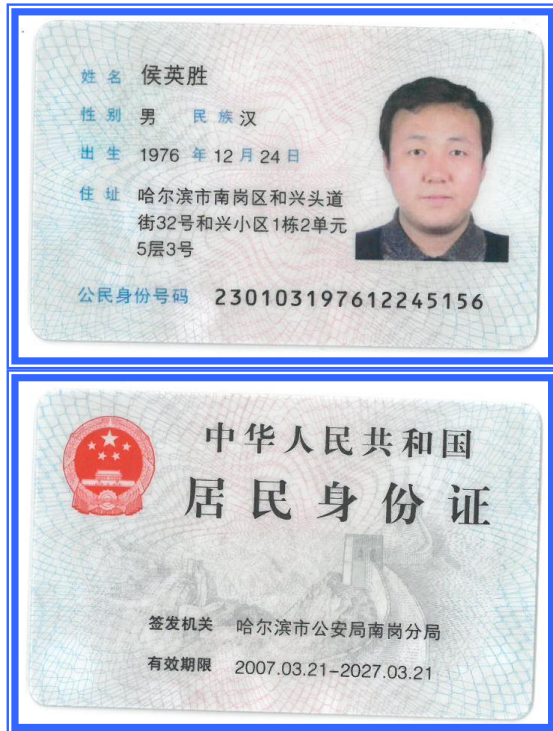 姓名 侯英胜
性别 男 民族 汉
出生 1976 年 12 月 24 日
住址 哈尔滨市南岗区和兴头道
街32号和兴小区1栋2单元
5层3号
公民身份号码 230103197612245156
中华人民共和国
居民身份证
签发机关 哈尔滨市公安局南岗分局
有效期限 2007.03.21-2027.03.21